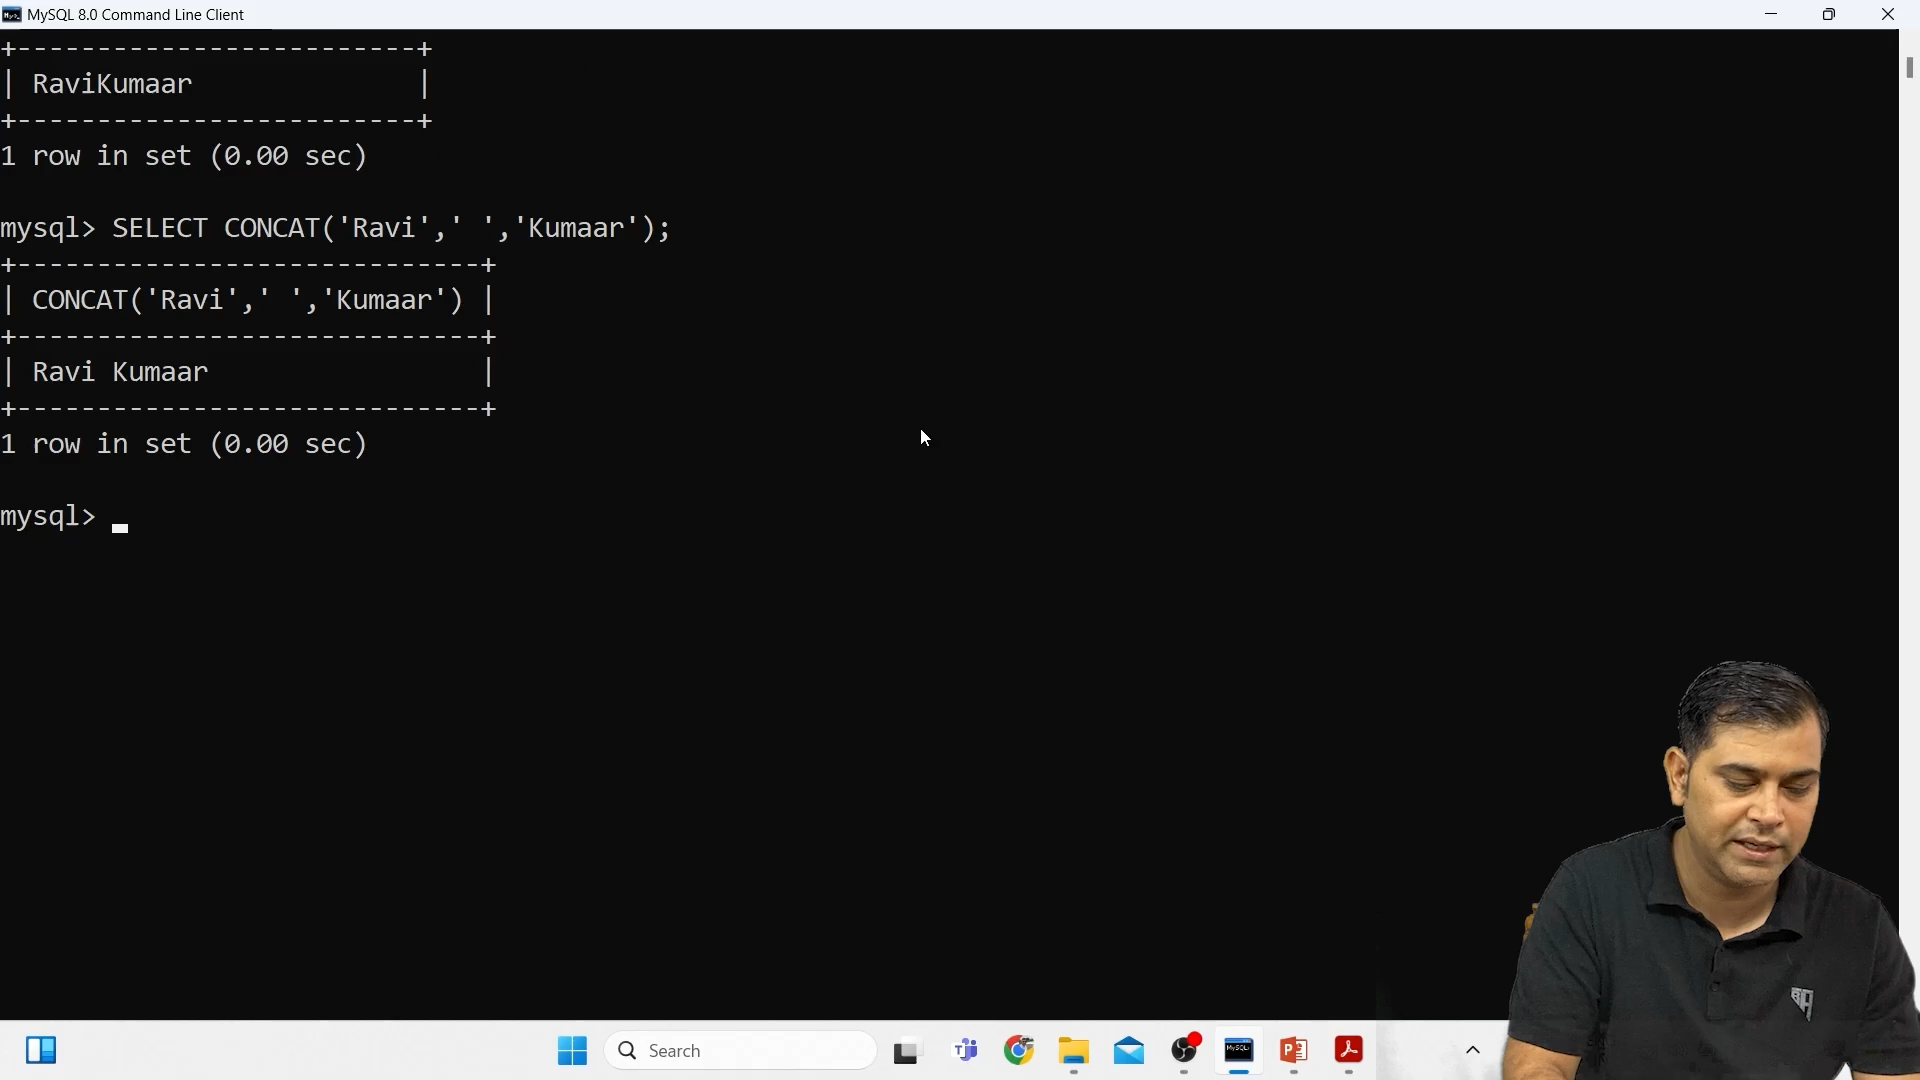 MySQL 8.0 Command Line Client
+-------------------------+
| RaviKumaar              |
+-------------------------+
1 row in set (0.00 sec)
mysql> SELECT CONCAT('Ravi',' ','Kumaar');
+-----------------------------+
| CONCAT('Ravi',' ','Kumaar') |
+-----------------------------+
| Ravi Kumaar                 |
+-----------------------------+
1 row in set (0.00 sec)
mysql>
Search
MySQL